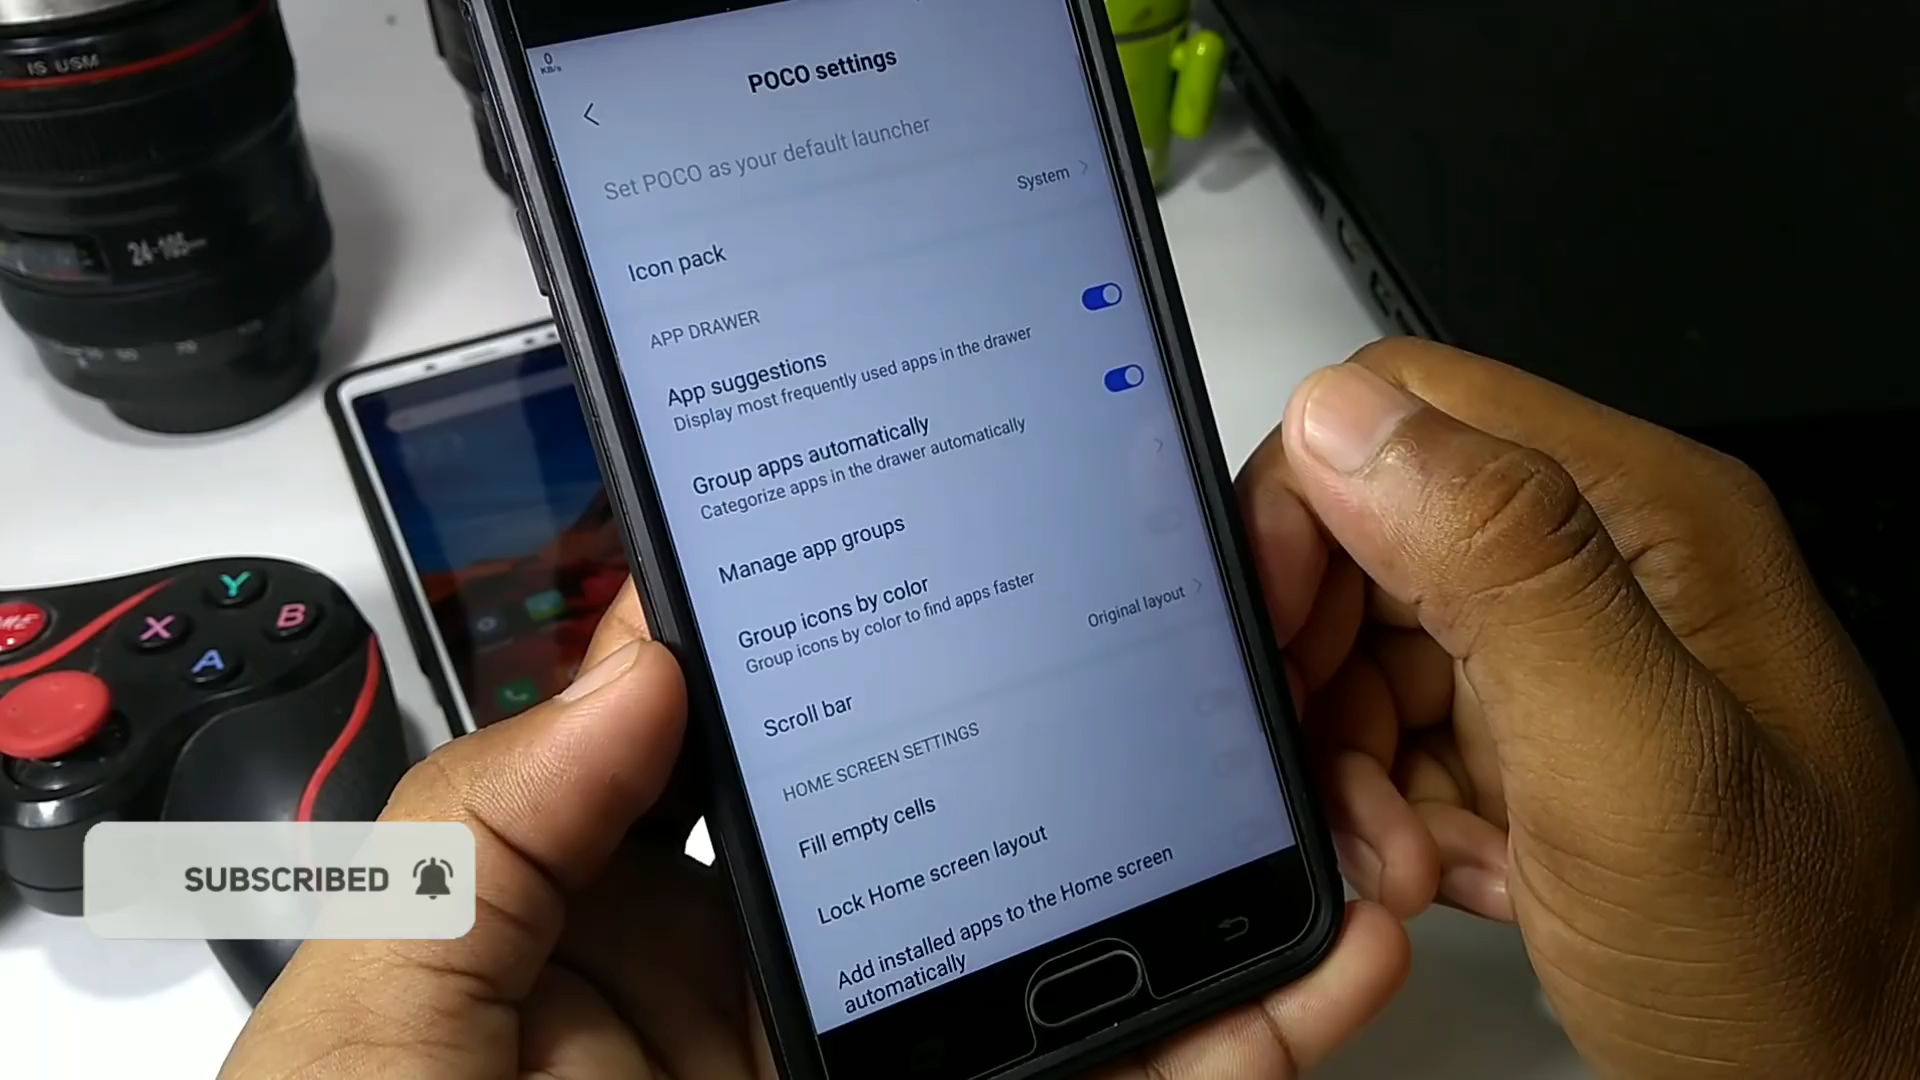 IS USM
24-105mm
0
KB/s
POCO settings
Set POCO as your default launcher
Icon pack
System
APP DRAWER
App suggestions
Display most frequently used apps in the drawer
Group apps automatically
Categorize apps in the drawer automatically
Manage app groups
Group icons by color
Group icons by color to find apps faster
Scroll bar
Original layout
HOME SCREEN SETTINGS
Fill empty cells
Lock Home screen layout
Add installed apps to the Home screen
automatically
Y
X
B
A
SUBSCRIBED